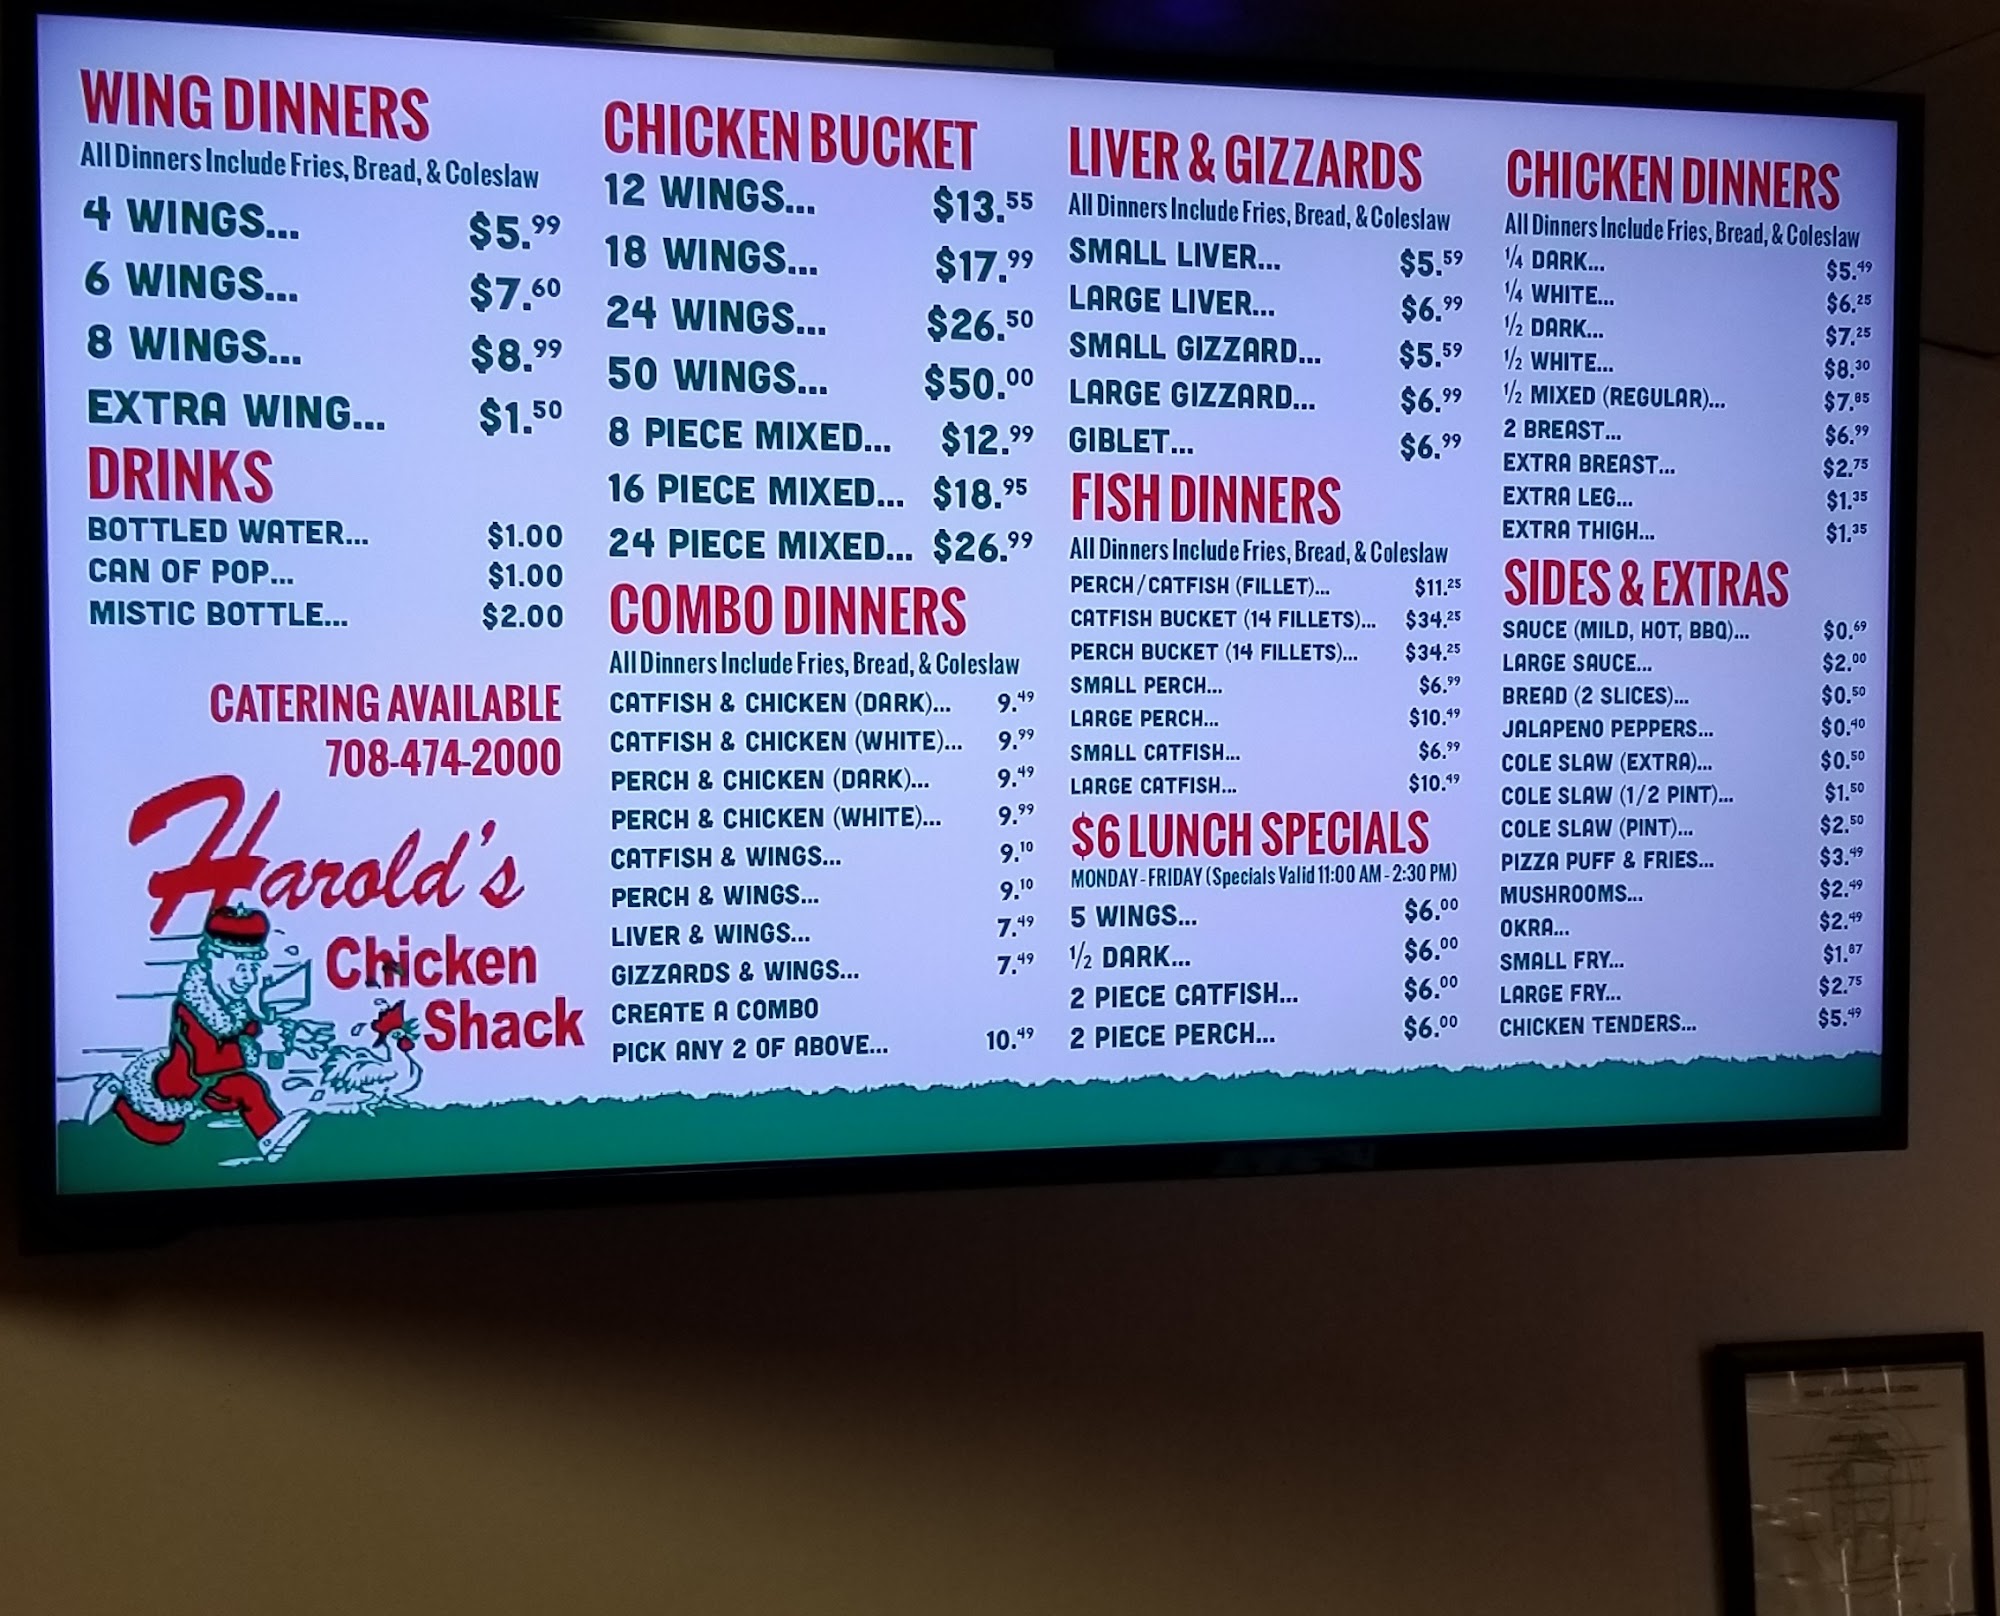 WING DINNERS
All Dinners Include Fries, Bread, & Coleslaw
4 WINGS... $5.99
6 WINGS... $7.60
8 WINGS... $8.99
EXTRA WING... $1.50
DRINKS
BOTTLED WATER... $1.00
CAN OF POP... $1.00
MISTIC BOTTLE... $2.00
CATERING AVAILABLE
708-474-2000
Harold's
Chicken
Shack
CHICKEN BUCKET
12 WINGS... $13.55
18 WINGS... $17.99
24 WINGS... $26.50
50 WINGS... $50.00
8 PIECE MIXED... $12.99
16 PIECE MIXED... $18.95
24 PIECE MIXED... $26.99
COMBO DINNERS
All Dinners Include Fries, Bread, & Coleslaw
CATFISH & CHICKEN (DARK)... 9.49
CATFISH & CHICKEN (WHITE)... 9.99
PERCH & CHICKEN (DARK)... 9.49
PERCH & CHICKEN (WHITE)... 9.99
CATFISH & WINGS... 9.10
PERCH & WINGS... 9.10
LIVER & WINGS... 7.49
GIZZARDS & WINGS... 7.49
CREATE A COMBO
PICK ANY 2 OF ABOVE... 10.49
LIVER & GIZZARDS
All Dinners Include Fries, Bread, & Coleslaw
SMALL LIVER... $5.59
LARGE LIVER... $6.99
SMALL GIZZARD... $5.59
LARGE GIZZARD... $6.99
GIBLET... $6.99
FISH DINNERS
All Dinners Include Fries, Bread, & Coleslaw
PERCH/CATFISH (FILLET)... $11.25
CATFISH BUCKET (14 FILLETS)... $34.25
PERCH BUCKET (14 FILLETS)... $34.25
SMALL PERCH... $6.99
LARGE PERCH... $10.49
SMALL CATFISH... $6.99
LARGE CATFISH... $10.49
$6 LUNCH SPECIALS
MONDAY-FRIDAY (Specials Valid 11:00 AM - 2:30 PM)
5 WINGS... $6.00
1/2 DARK... $6.00
2 PIECE CATFISH... $6.00
2 PIECE PERCH... $6.00
CHICKEN DINNERS
All Dinners Include Fries, Bread, & Coleslaw
1/4 DARK... $5.49
1/4 WHITE... $6.25
1/2 DARK... $7.25
1/2 WHITE... $8.30
1/2 MIXED (REGULAR)... $7.85
2 BREAST... $6.99
EXTRA BREAST... $2.75
EXTRA LEG... $1.35
EXTRA THIGH... $1.35
SIDES & EXTRAS
SAUCE (MILD, HOT, BBQ)... $0.69
LARGE SAUCE... $2.00
BREAD (2 SLICES)... $0.50
JALAPENO PEPPERS... $0.40
COLE SLAW (EXTRA)... $0.50
COLE SLAW (1/2 PINT)... $1.50
COLE SLAW (PINT)... $2.50
PIZZA PUFF & FRIES... $3.49
MUSHROOMS... $2.49
OKRA... $2.49
SMALL FRY... $1.87
LARGE FRY... $2.75
CHICKEN TENDERS... $5.49